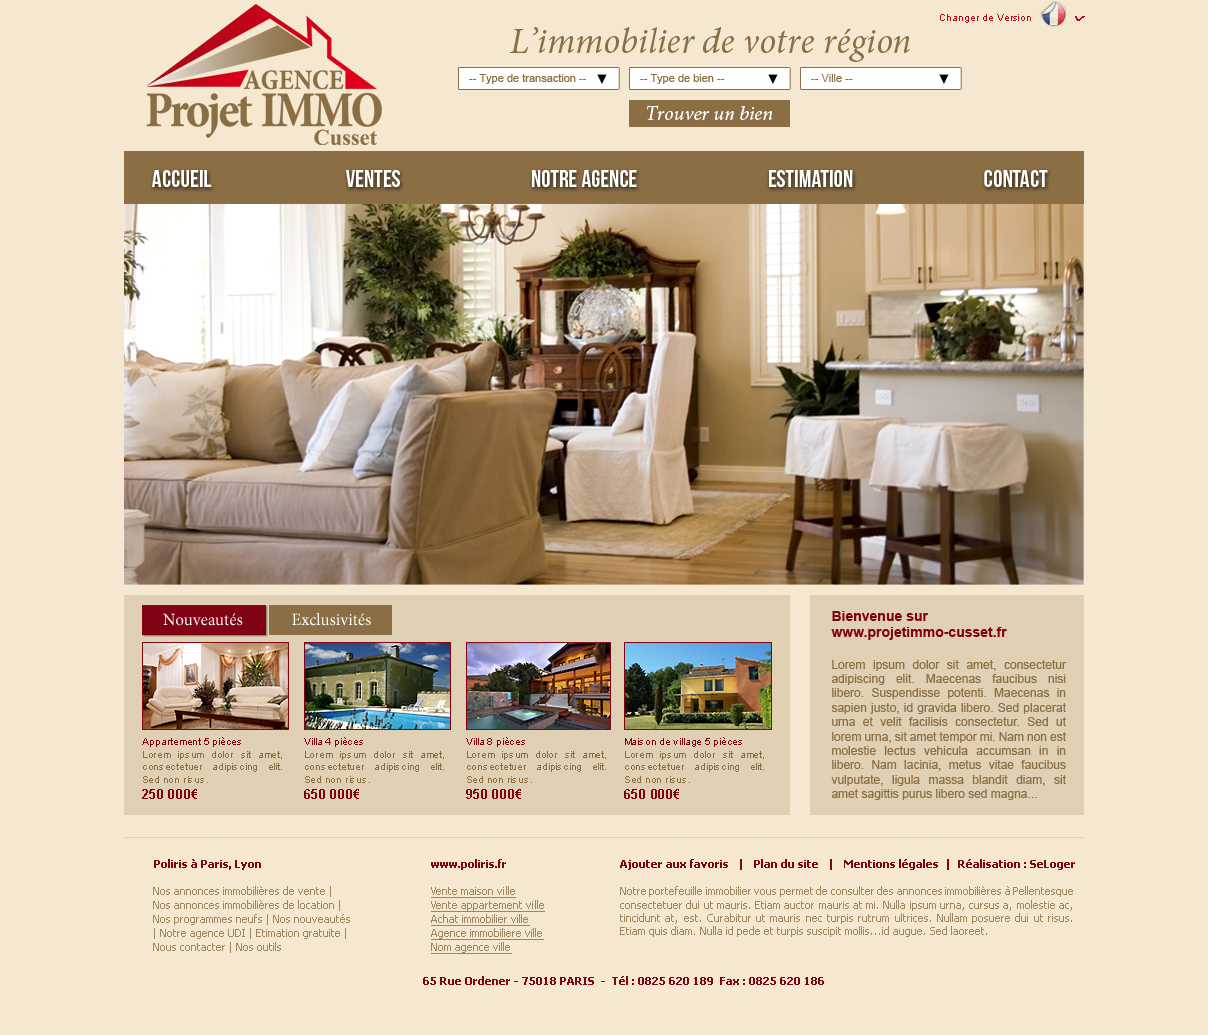 Changer de Version
L'immobilier de votre région
AGENCE
Projet IMMO
Cusset
-- Type de transaction --
-- Type de bien --
-- Ville --
Trouver un bien
ACCUEIL
VENTES
NOTRE AGENCE
ESTIMATION
CONTACT
Nouveautés
Exclusivités
Appartement 5 pièces
Lorem ipsum dolor sit amet,
consectetuer adipiscing elit.
Sed non risus.
250 000€
Villa 4 pièces
Lorem ipsum dolor sit amet,
consectetuer adipiscing elit.
Sed non risus.
650 000€
Villa 8 pièces
Lorem ipsum dolor sit amet,
consectetuer adipiscing elit.
Sed non risus.
950 000€
Maison de village 5 pièces
Lorem ipsum dolor sit amet,
consectetuer adipiscing elit.
Sed non risus.
650 000€
Bienvenue sur
www.projetimmo-cusset.fr
Lorem ipsum dolor sit amet, consectetur
adipiscing elit. Maecenas faucibus nisi
libero. Suspendisse potenti. Maecenas in
sapien justo, id gravida libero. Sed placerat
urna et velit facilisis consectetur. Sed ut
lorem urna, sit amet tempor mi. Nam non est
molestie lectus vehicula accumsan in in
libero. Nam lacinia, metus vitae faucibus
vulputate, ligula massa blandit diam, sit
amet sagittis purus libero sed magna...
Poliris à Paris, Lyon
Nos annonces immobilières de vente |
Nos annonces immobilières de location |
Nos programmes neufs | Nos nouveautés
| Notre agence UDI | Etimation gratuite |
Nous contacter | Nos outils
www.poliris.fr
Vente maison ville
Vente appartement ville
Achat immobilier ville
Agence immobiliere ville
Nom agence ville
Ajouter aux favoris | Plan du site | Mentions légales | Réalisation : SeLoger
Notre portefeuille immobilier vous permet de consulter des annonces immobilières à Pellentesque
consectetuer dui ut mauris. Etiam auctor mauris at mi. Nulla ipsum urna, cursus a, molestie ac,
tincidunt at, est. Curabitur ut mauris nec turpis rutrum ultrices. Nullam posuere dui ut risus.
Etiam quis diam. Nulla id pede et turpis suscipit mollis...id augue. Sed laoreet.
65 Rue Ordener - 75018 PARIS - Tél : 0825 620 189 Fax : 0825 620 186